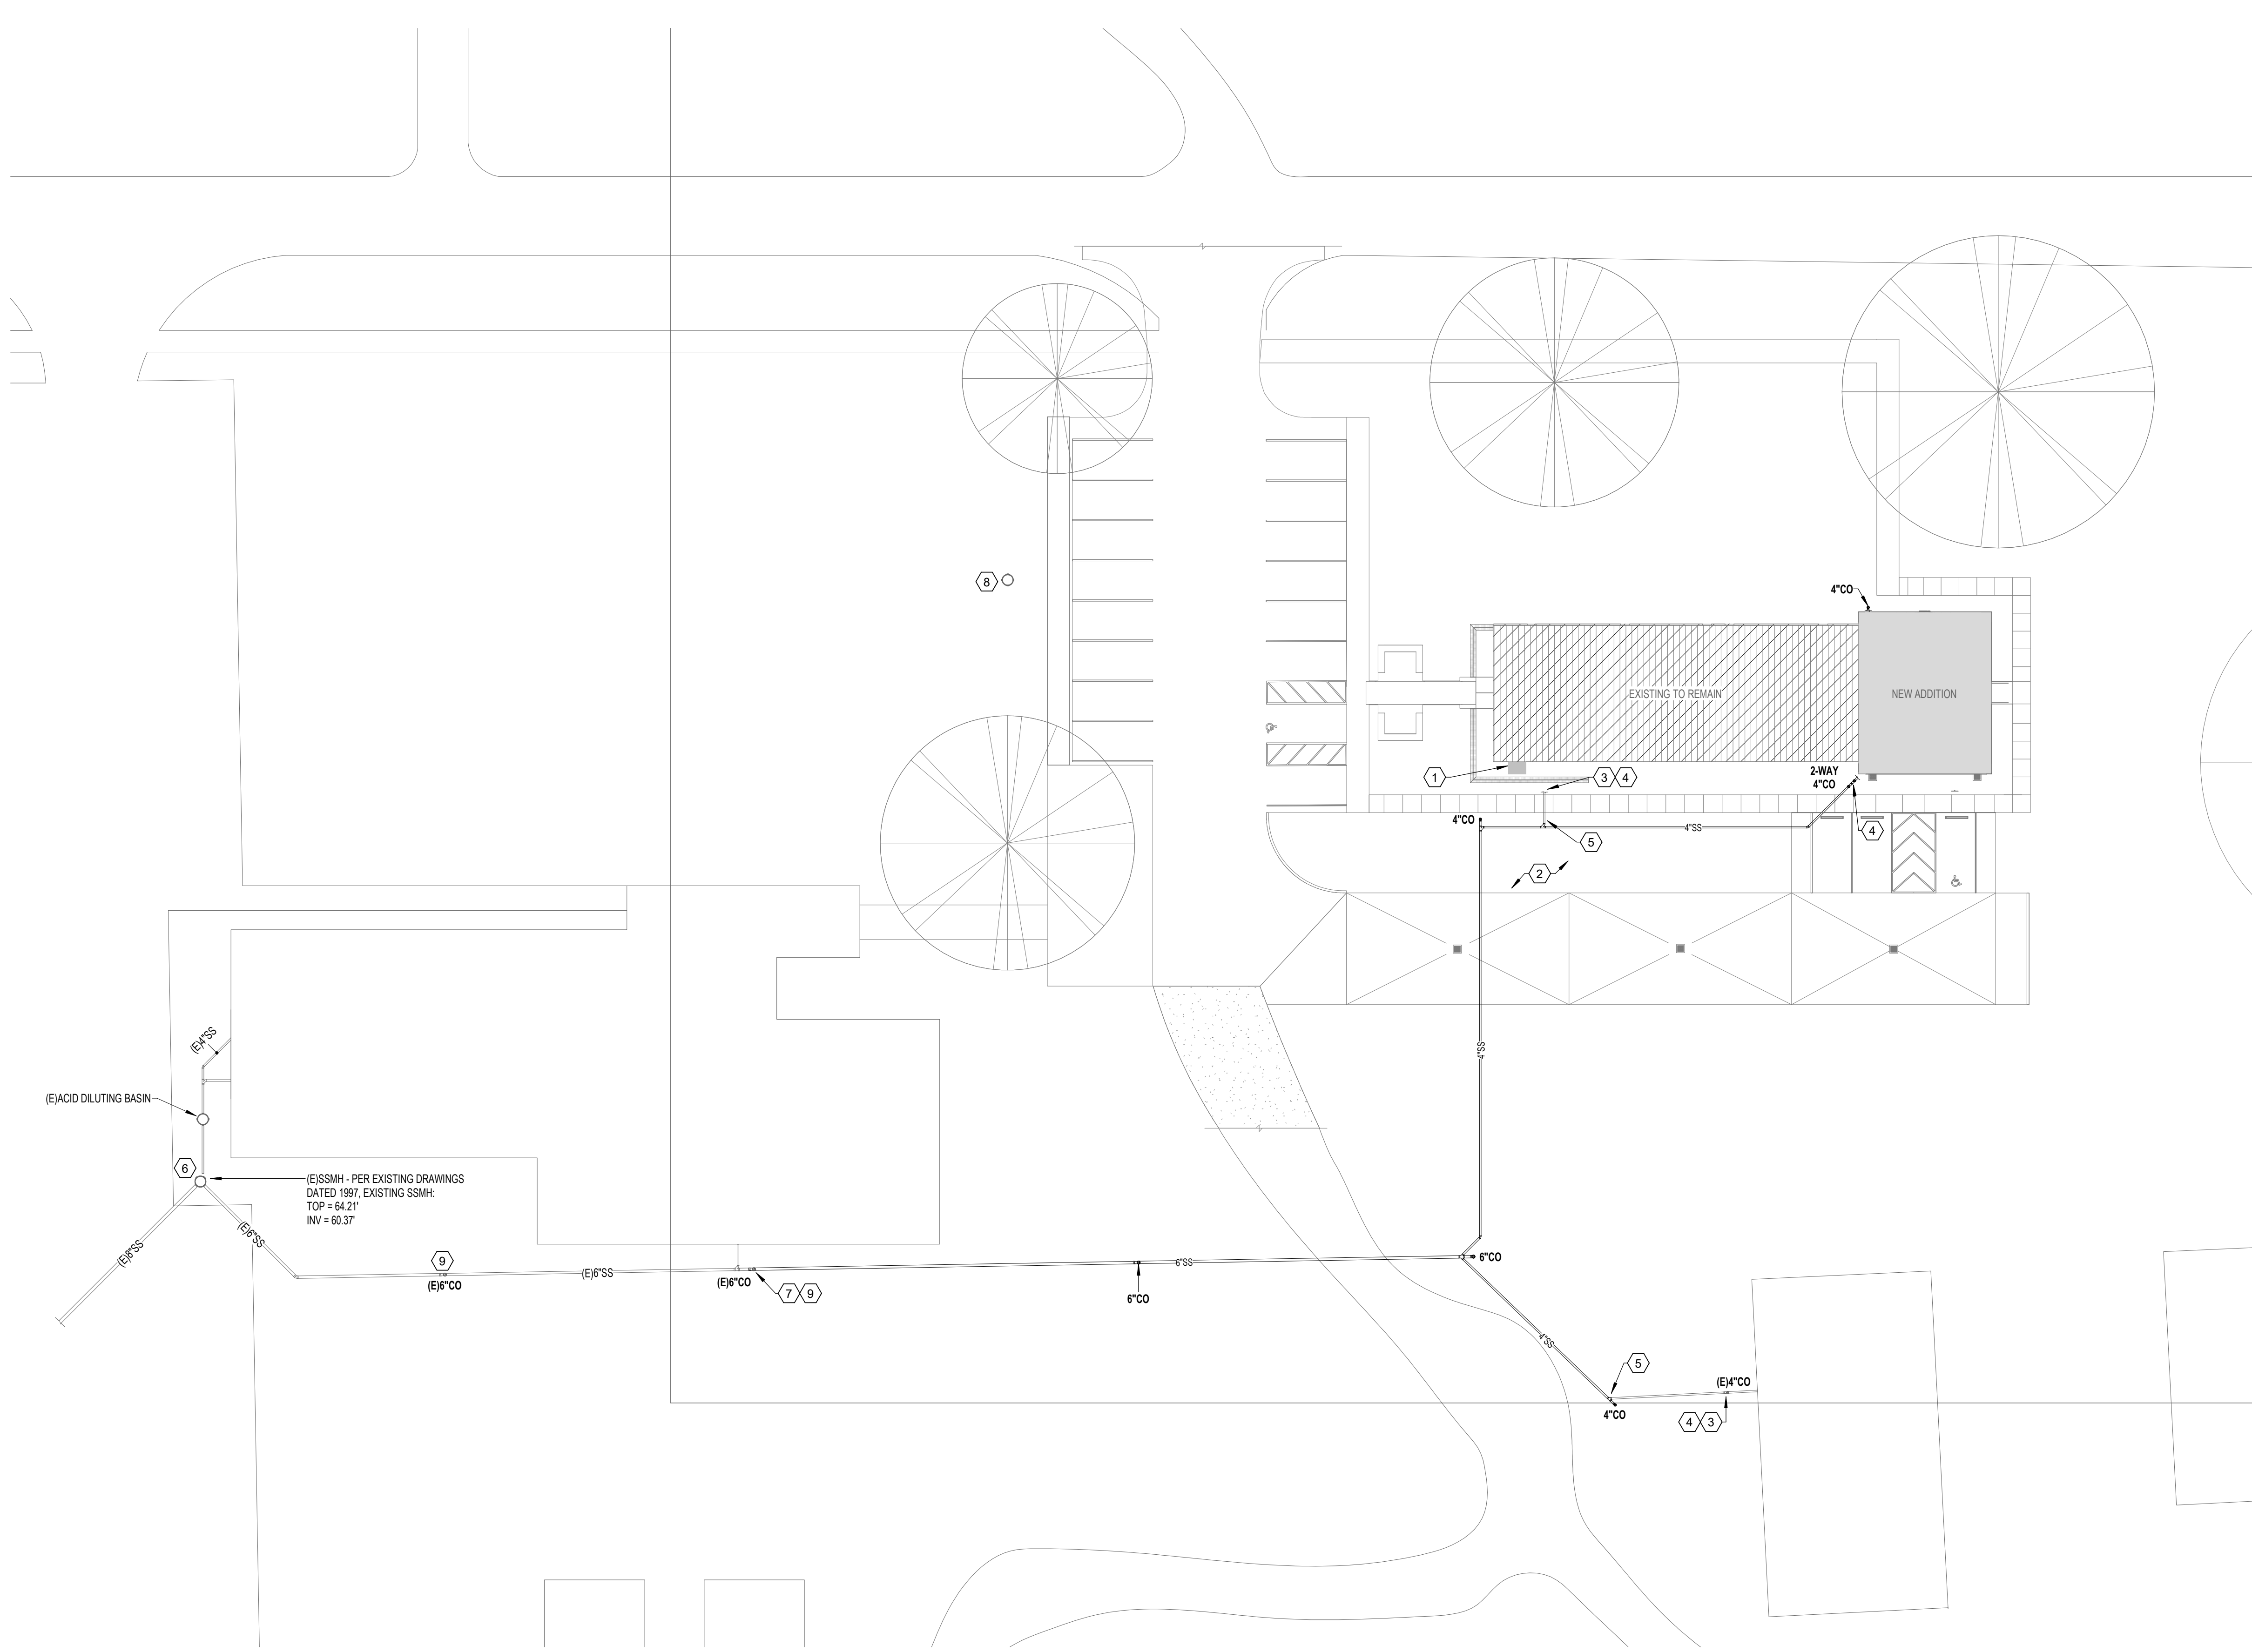 8
4"CO
EXISTING TO REMAIN
NEW ADDITION
1
3
4
2-WAY
4"CO
4"CO
4"SS
4
5
2
4"SS
(E)4"SS
(E)ACID DILUTING BASIN
6
(E)SSMH - PER EXISTING DRAWINGS
DATED 1997, EXISTING SSMH:
TOP = 64.21'
INV = 60.37'
(E)8"SS
(E)6"SS
9
(E)6"CO
(E)6"SS
(E)6"CO
7
9
6"SS
6"CO
6"CO
4"SS
5
(E)4"CO
4"CO
4
3